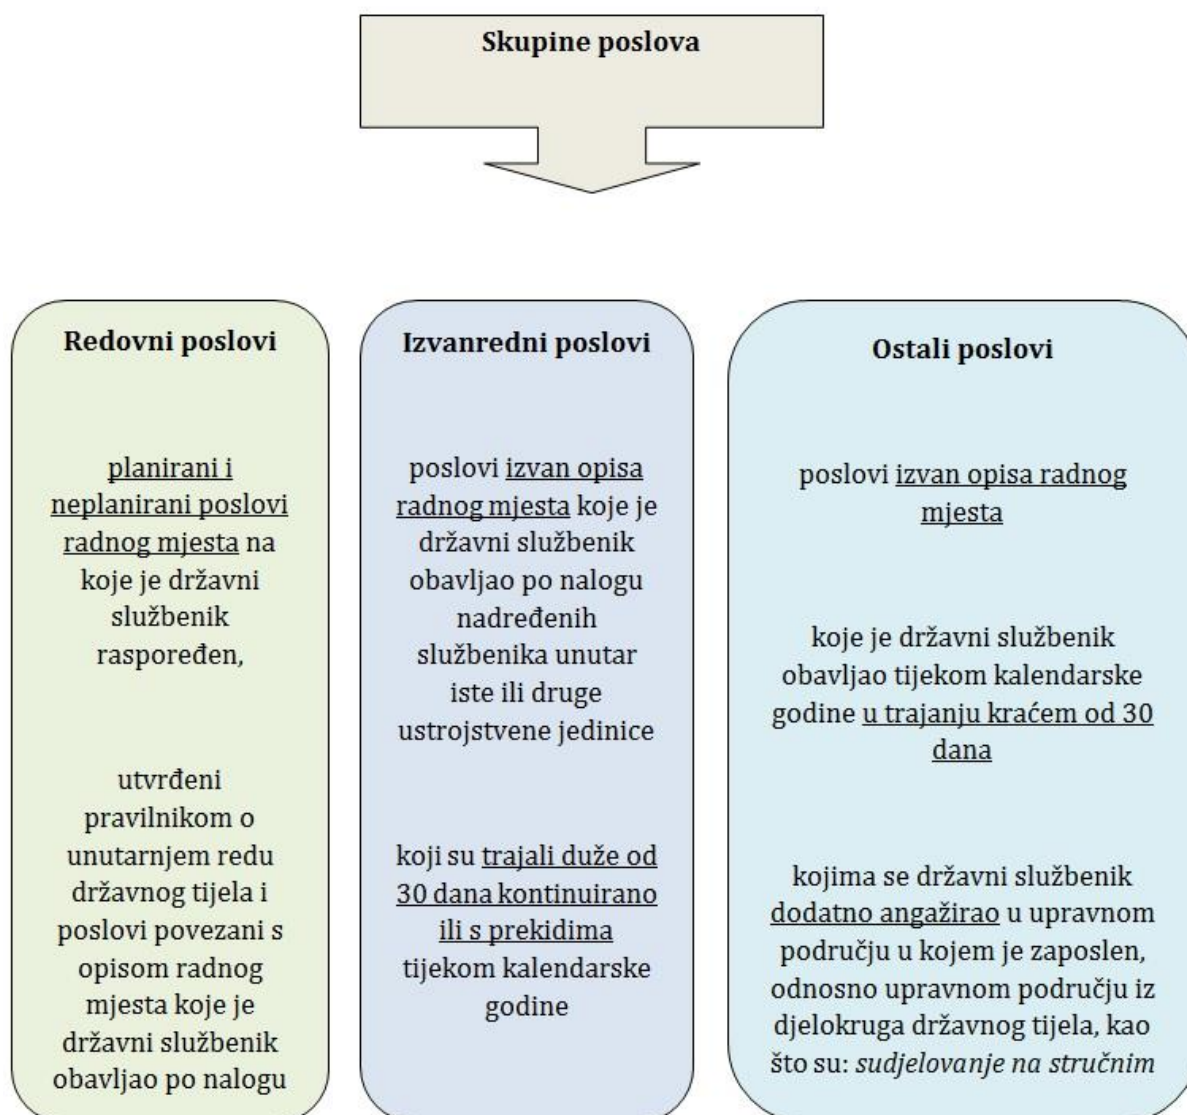 Skupine poslova
Redovni poslovi
planirani i
neplanirani poslovi
radnog mjesta na
koje je državni
službenik
raspoređen,
utvrđeni
pravilnikom o
unutarnjem redu
državnog tijela i
poslovi povezani s
opisom radnog
mjesta koje je
državni službenik
obavljao po nalogu
Izvanredni poslovi
poslovi izvan opisa
radnog mjesta koje je
državni službenik
obavljao po nalogu
nadređenih
službenika unutar
iste ili druge
ustrojstvene jedinice
koji su trajali duže od
30 dana kontinuirano
ili s prekidima
tijekom kalendarske
godine
Ostali poslovi
poslovi izvan opisa radnog
mjesta
koje je državni službenik
obavljao tijekom kalendarske
godine u trajanju kraćem od 30
dana
kojima se državni službenik
dodatno angažirao u upravnom
području u kojem je zaposlen,
odnosno upravnom području iz
djelokruga državnog tijela, kao
što su: sudjelovanje na stručnim